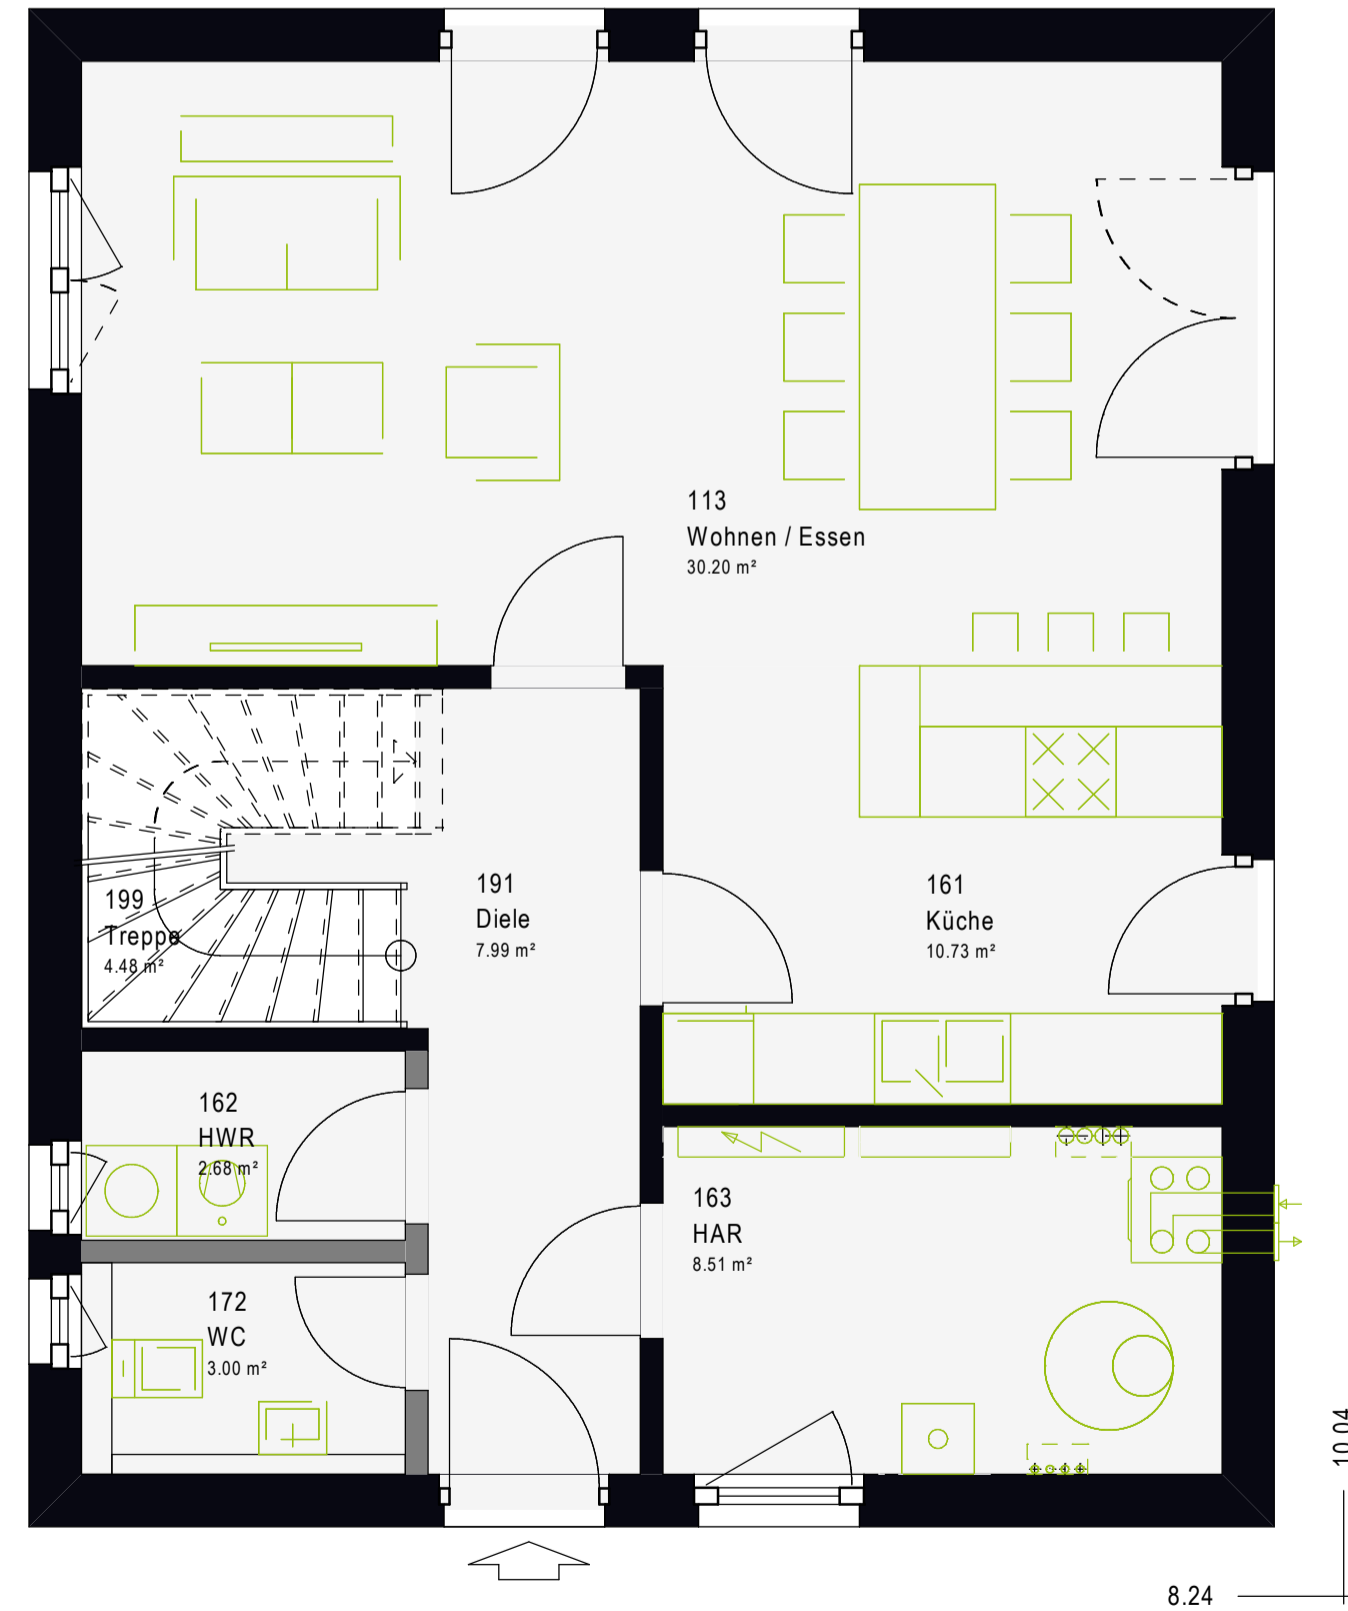 113
Wohnen / Essen
30.20 m²
199
Treppe
4.48 m²
191
Diele
7.99 m²
161
Küche
10.73 m²
162
HWR
2.68 m²
163
HAR
8.51 m²
172
WC
3.00 m²
10.04
8.24